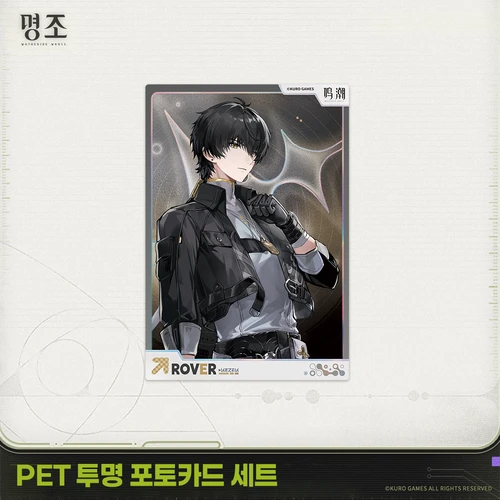 명조
WUTHERING WAVES
©KURO GAMES
鸣潮
ROVER
PET 투명 포토카드 세트
©KURO GAMES ALL RIGHTS RESERVED